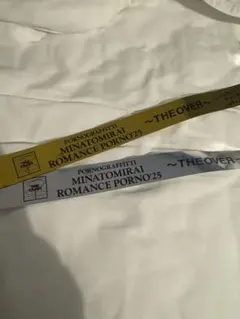 PORNOGRAFFITTI
MINATOMIRAI
ROMANCE PORNO'25
～THE OVER～
PORNOGRAFFITTI
MINATOMIRAI
ROMANCE PORNO'25
～THE OVER～